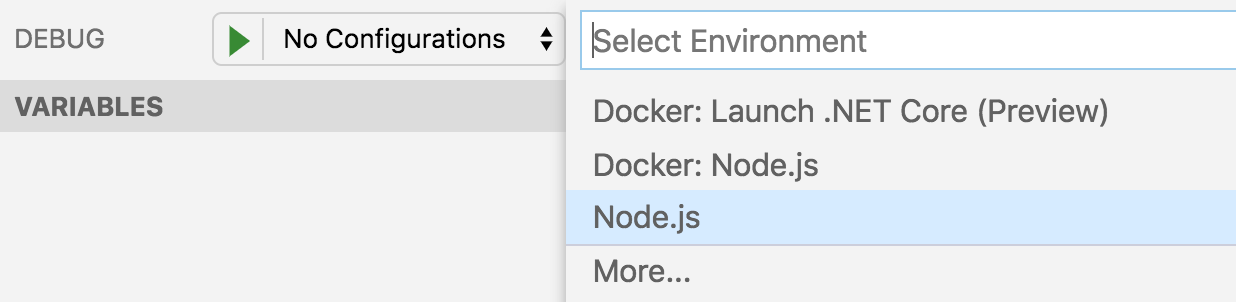 DEBUG
No Configurations
VARIABLES
Select Environment
Docker: Launch .NET Core (Preview)
Docker: Node.js
Node.js
More...